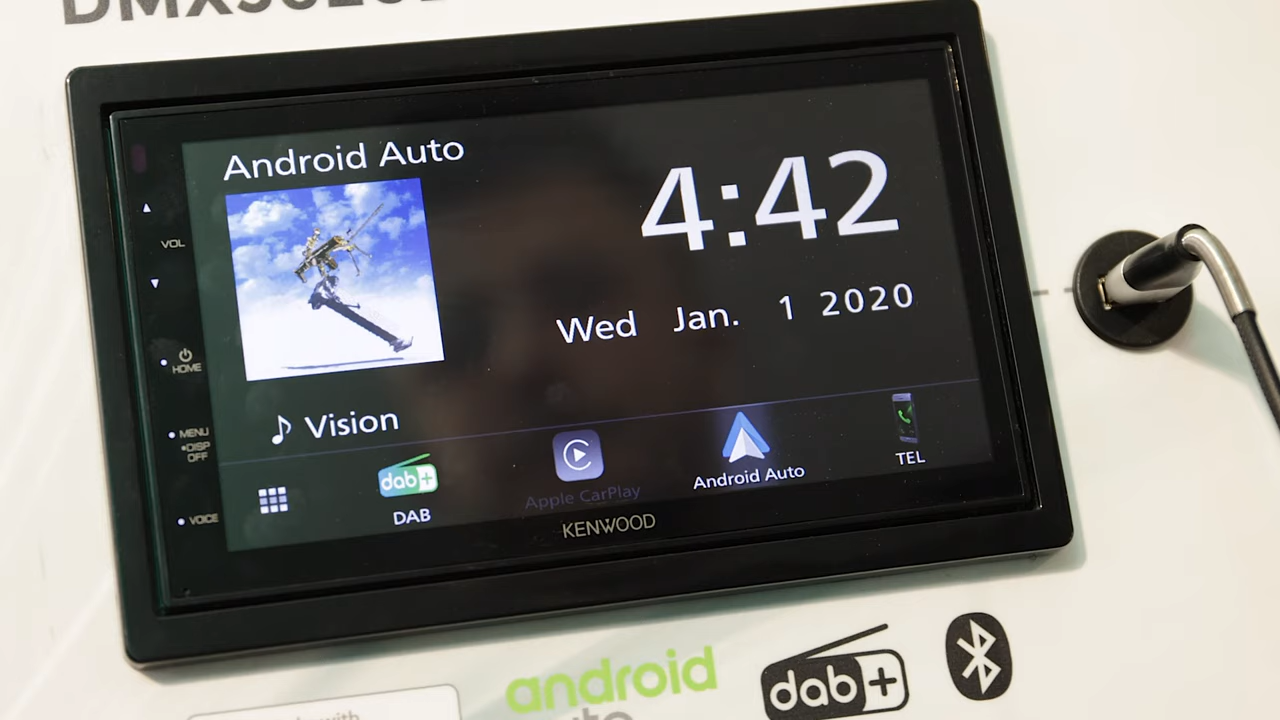 Android Auto
4:42
VOL
Wed Jan. 1 2020
HOME
MENU
DISP
OFF
Vision
VOICE
dab+
DAB
Apple CarPlay
Android Auto
TEL
KENWOOD
android
dab+
with